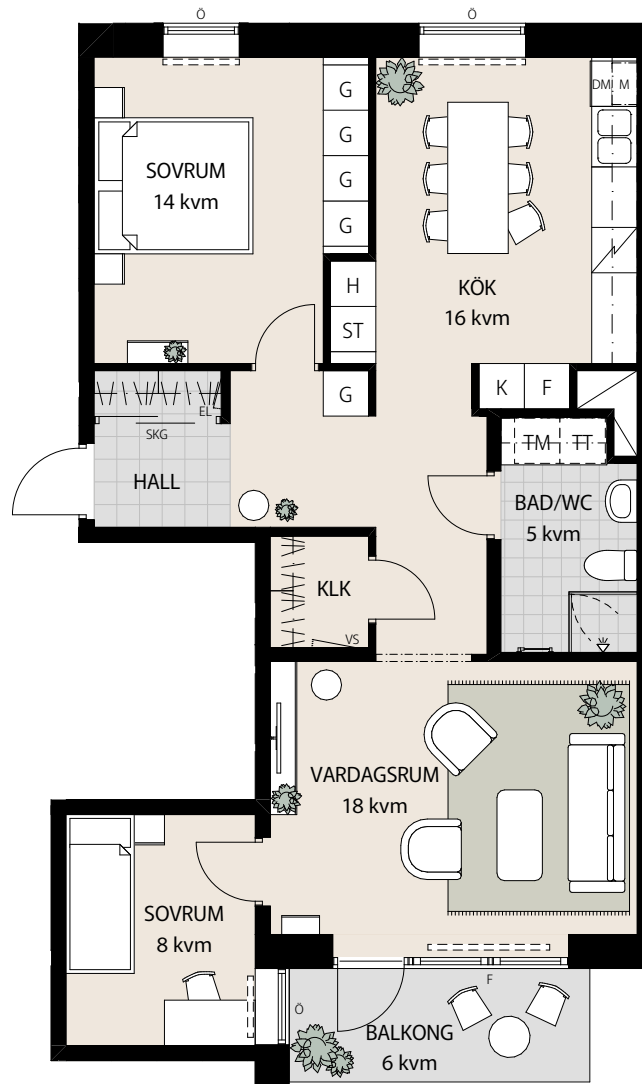 Ö
Ö
DM M
G
G
G
G
SOVRUM
14 kvm
H
ST
KÖK
16 kvm
G
K F
EL
SKG
HALL
TM TT
BAD/WC
5 kvm
KLK
VS
VARDAGSRUM
18 kvm
SOVRUM
8 kvm
F
Ö
BALKONG
6 kvm